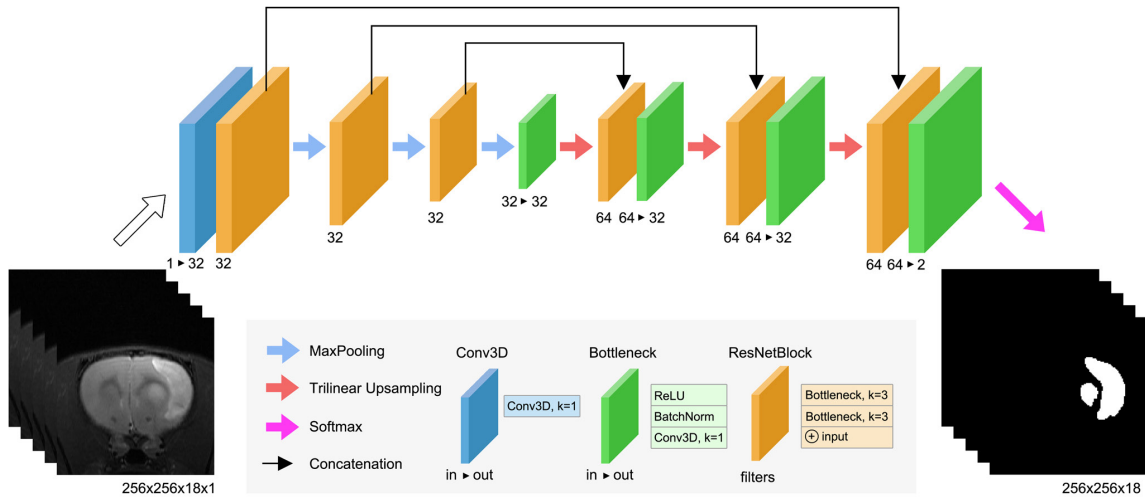 1 ▸ 32
32
32
32
32 ▸ 32
64
64 ▸ 32
64
64 ▸ 32
64
64 ▸ 2
256x256x18x1
MaxPooling
Trilinear Upsampling
Softmax
Concatenation
Conv3D
Conv3D, k=1
in ▸ out
Bottleneck
ReLU
BatchNorm
Conv3D, k=1
in ▸ out
ResNetBlock
Bottleneck, k=3
Bottleneck, k=3
⊕ input
filters
256x256x18